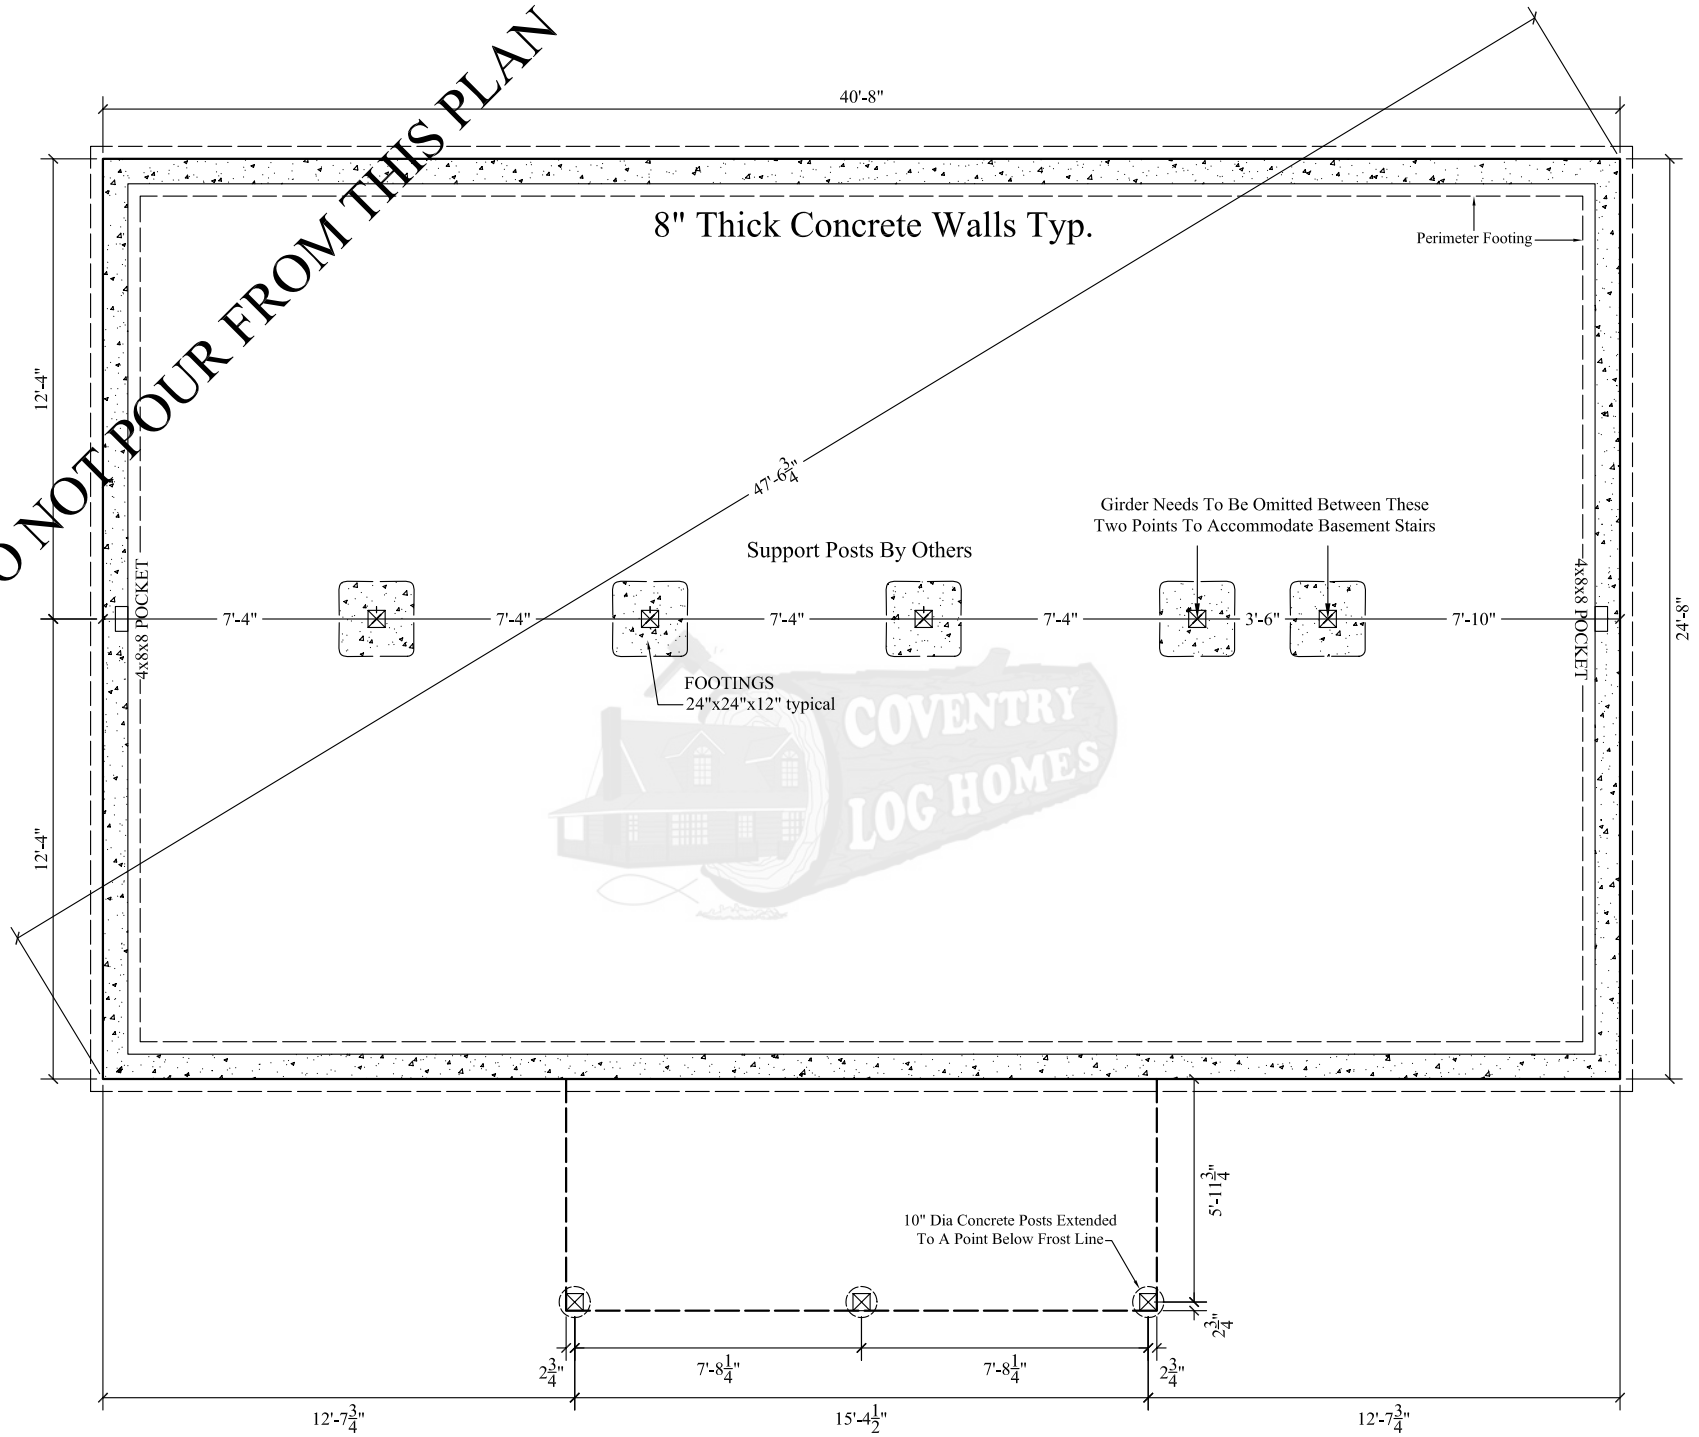 O NOT POUR FROM THIS PLAN
40'-8"
8" Thick Concrete Walls Typ.
Perimeter Footing
12'-4"
47'-6 3/4"
Girder Needs To Be Omitted Between These
Two Points To Accommodate Basement Stairs
Support Posts By Others
4x8x8 POCKET
7'-4"
7'-4"
7'-4"
7'-4"
3'-6"
7'-10"
4x8x8 POCKET
24'-8"
FOOTINGS
24"x24"x12" typical
COVENTRY
LOG HOMES
12'-4"
5'-11 3/4"
10" Dia Concrete Posts Extended
To A Point Below Frost Line
2 3/4"
2 3/4"
7'-8 1/4"
7'-8 1/4"
2 3/4"
12'-7 3/4"
15'-4 1/2"
12'-7 3/4"